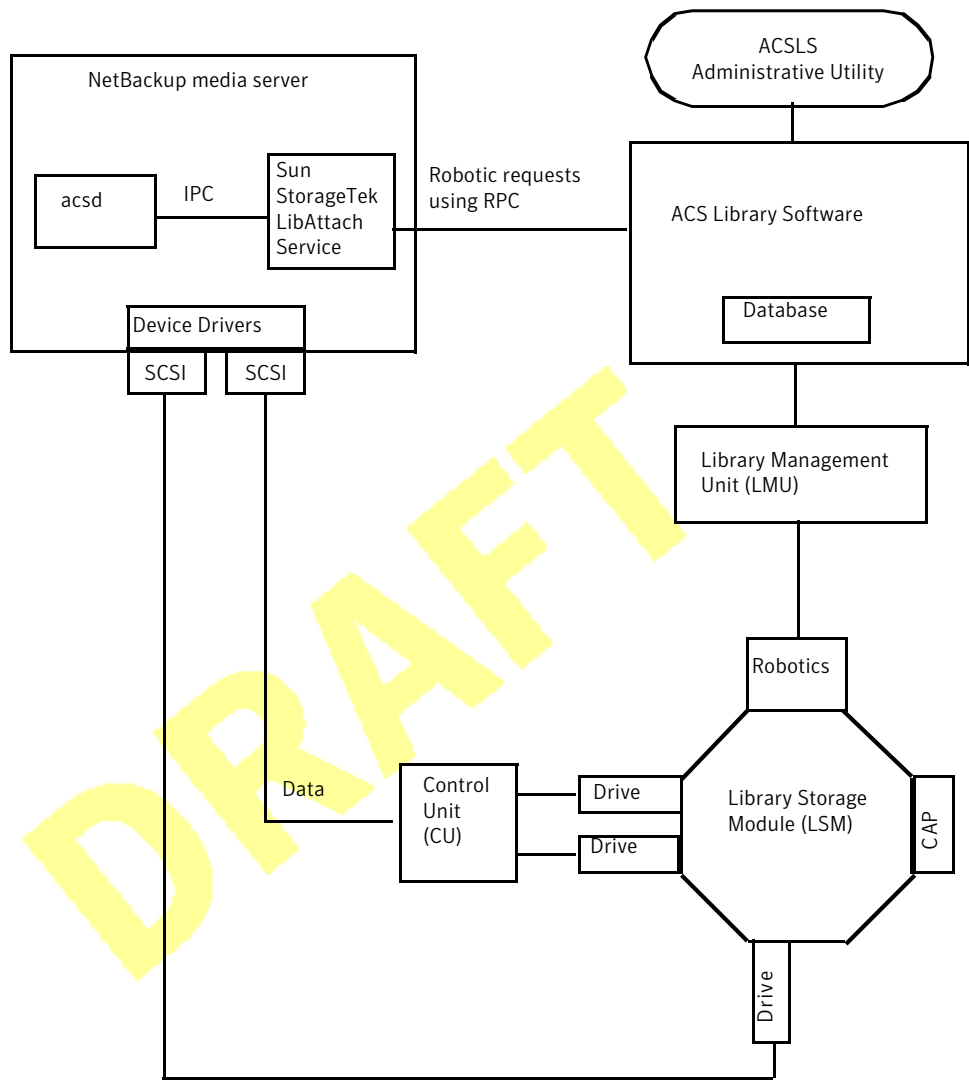 ACSLS
Administrative Utility
NetBackup media server
acsd
IPC
Sun
StorageTek
LibAttach
Service
Robotic requests
using RPC
ACS Library Software
Database
Device Drivers
SCSI
SCSI
Library Management
Unit (LMU)
Robotics
Data
Control
Unit
(CU)
Drive
Drive
Library Storage
Module (LSM)
CAP
Drive
DRAFT